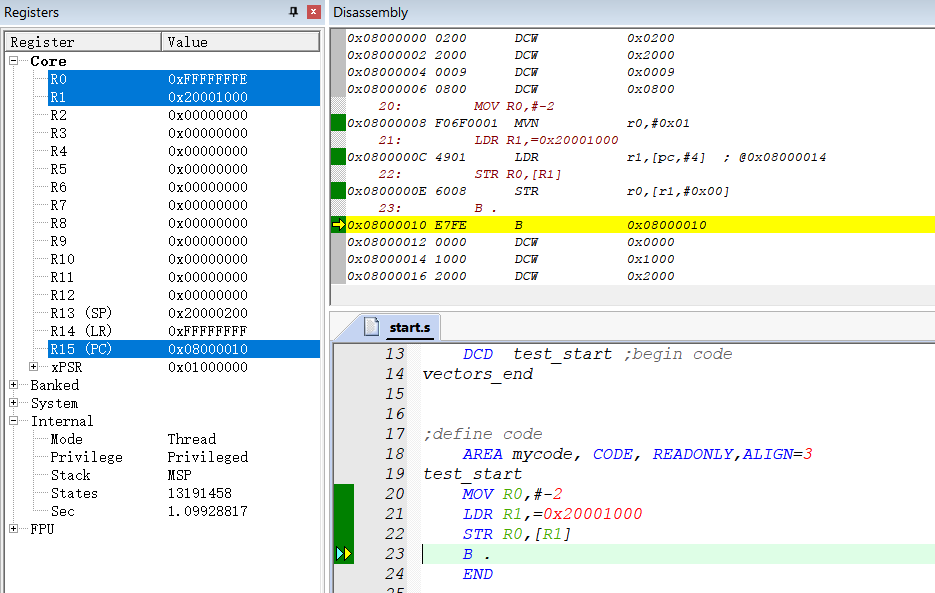 Registers
Register Value
Core
R0 0xFFFFFFFE
R1 0x20001000
R2 0x00000000
R3 0x00000000
R4 0x00000000
R5 0x00000000
R6 0x00000000
R7 0x00000000
R8 0x00000000
R9 0x00000000
R10 0x00000000
R11 0x00000000
R12 0x00000000
R13 (SP) 0x20000200
R14 (LR) 0xFFFFFFFF
R15 (PC) 0x08000010
xPSR 0x01000000
Banked
System
Internal
Mode Thread
Privilege Privileged
Stack MSP
States 13191458
Sec 1.09928817
FPU
Disassembly
0x08000000 0200 DCW 0x0200
0x08000002 2000 DCW 0x2000
0x08000004 0009 DCW 0x0009
0x08000006 0800 DCW 0x0800
20: MOV R0,#-2
0x08000008 F06F0001 MVN r0,#0x01
21: LDR R1,=0x20001000
0x0800000C 4901 LDR r1,[pc,#4] ; @0x08000014
22: STR R0,[R1]
0x0800000E 6008 STR r0,[r1,#0x00]
23: B .
0x08000010 E7FE B 0x08000010
0x08000012 0000 DCW 0x0000
0x08000014 1000 DCW 0x1000
0x08000016 2000 DCW 0x2000
start.s
13 DCD test_start ;begin code
14 vectors_end
15
16
17 ;define code
18 AREA mycode, CODE, READONLY,ALIGN=3
19 test_start
20 MOV R0,#-2
21 LDR R1,=0x20001000
22 STR R0,[R1]
23 B .
24 END
25